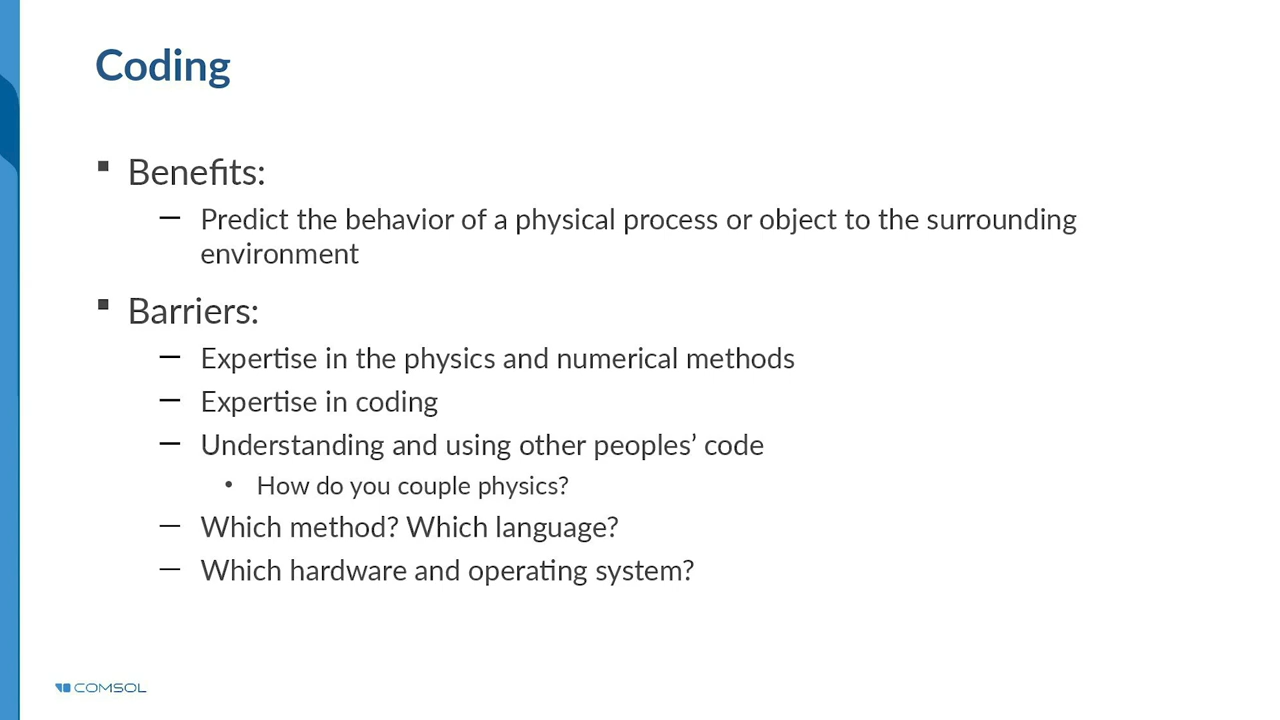 Coding
▪ Benefits:
— Predict the behavior of a physical process or object to the surrounding
environment
▪ Barriers:
— Expertise in the physics and numerical methods
— Expertise in coding
— Understanding and using other peoples’ code
• How do you couple physics?
— Which method? Which language?
— Which hardware and operating system?
COMSOL